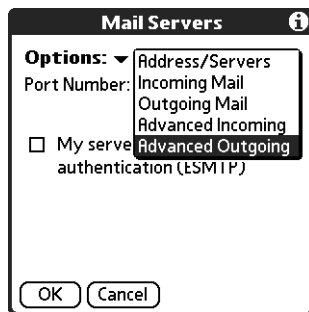 Mail Servers
Options:
Address/Servers
Port Number:
Incoming Mail
Outgoing Mail
Advanced Incoming
My serve
Advanced Outgoing
authentication (ESMTP)
OK
Cancel